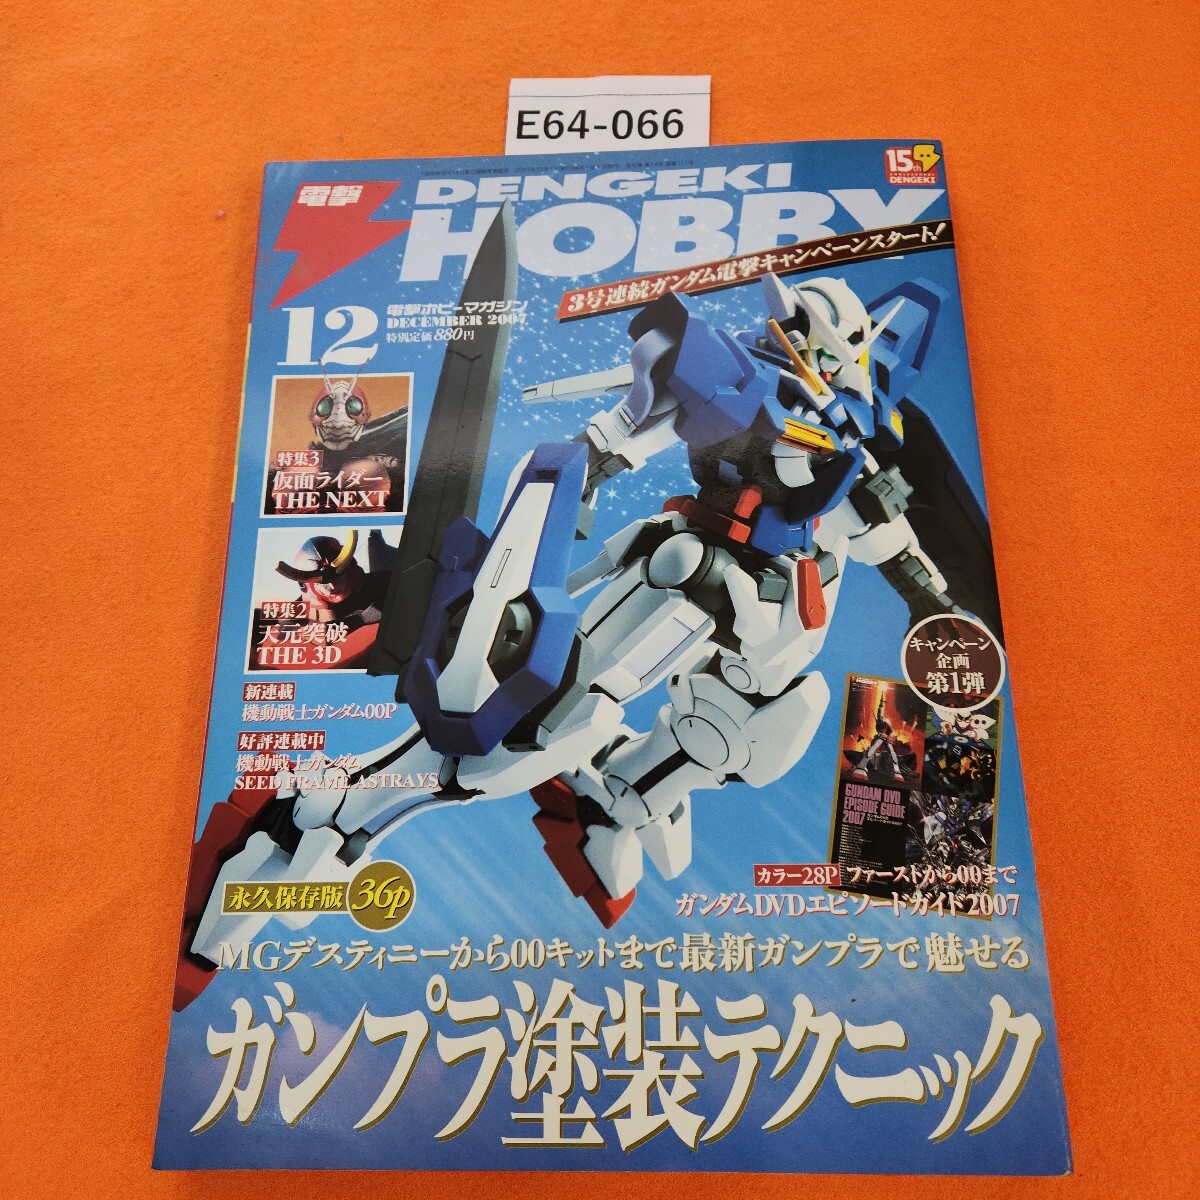 E64-066
電撃
DENGEKI
HOBBY
15th
ANNIVERSARY
DENGEKI
3号連続ガンダム電撃キャンペーンスタート!
12
電撃ホビーマガジン
DECEMBER 2007
特別定価 880円
特集3
仮面ライダー
THE NEXT
特集2
天元突破
THE 3D
新連載
機動戦士ガンダム00P
好評連載中
機動戦士ガンダム
SEED FRAME ASTRAYS
キャンペーン
企画
第1弾
GUNDAM DVD
EPISODE GUIDE
2007
カラー28P ファーストから00まで
ガンダムDVDエピソードガイド2007
永久保存版 36p
MGデスティニーから00キットまで最新ガンプラで魅せる
ガンプラ塗装テクニック